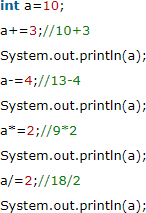 int a=10;
a+=3;//10+3
System.out.println(a);
a-=4;//13-4
System.out.println(a);
a*=2;//9*2
System.out.println(a);
a/=2;//18/2
System.out.println(a);